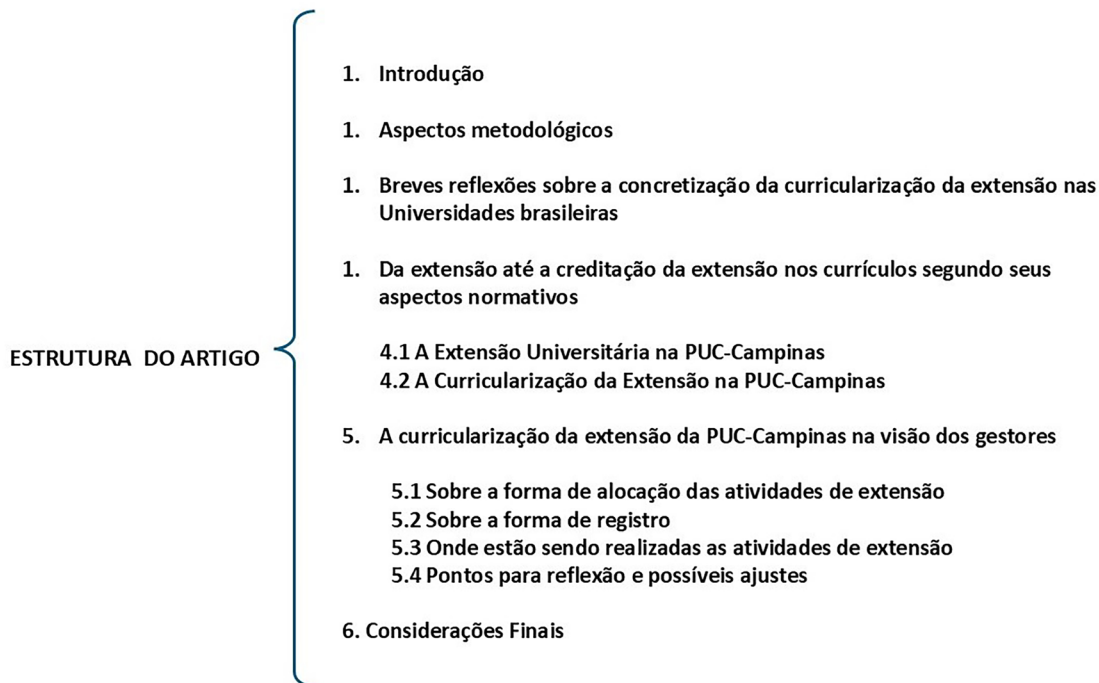 1. Introdução
1. Aspectos metodológicos
1. Breves reflexões sobre a concretização da curricularização da extensão nas
Universidades brasileiras
1. Da extensão até a creditação da extensão nos currículos segundo seus
aspectos normativos
4.1 A Extensão Universitária na PUC-Campinas
ESTRUTURA DO ARTIGO
4.2 A Curricularização da Extensão na PUC-Campinas
5. A curricularização da extensão da PUC-Campinas na visão dos gestores
5.1 Sobre a forma de alocação das atividades de extensão
5.2 Sobre a forma de registro
5.3 Onde estão sendo realizadas as atividades de extensão
5.4 Pontos para reflexão e possíveis ajustes
6. Considerações Finais